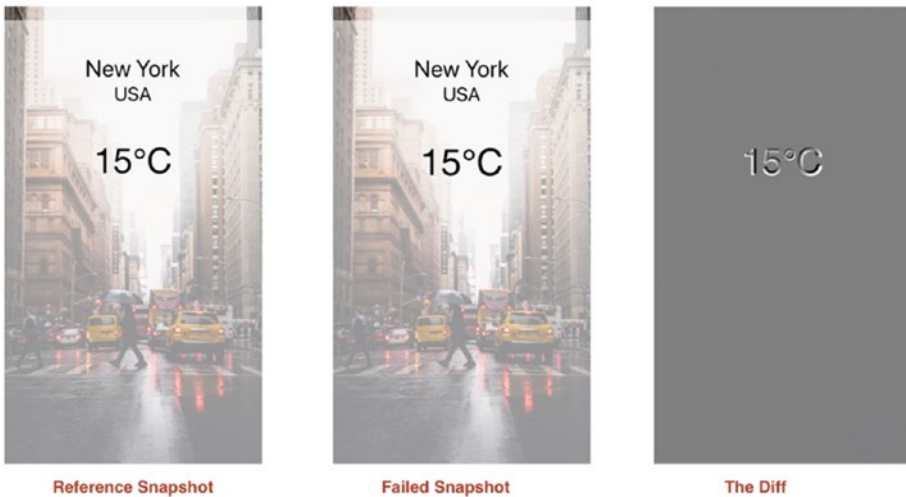 New York
USA
15°C
Reference Snapshot
New York
USA
15°C
Failed Snapshot
15°C
The Diff